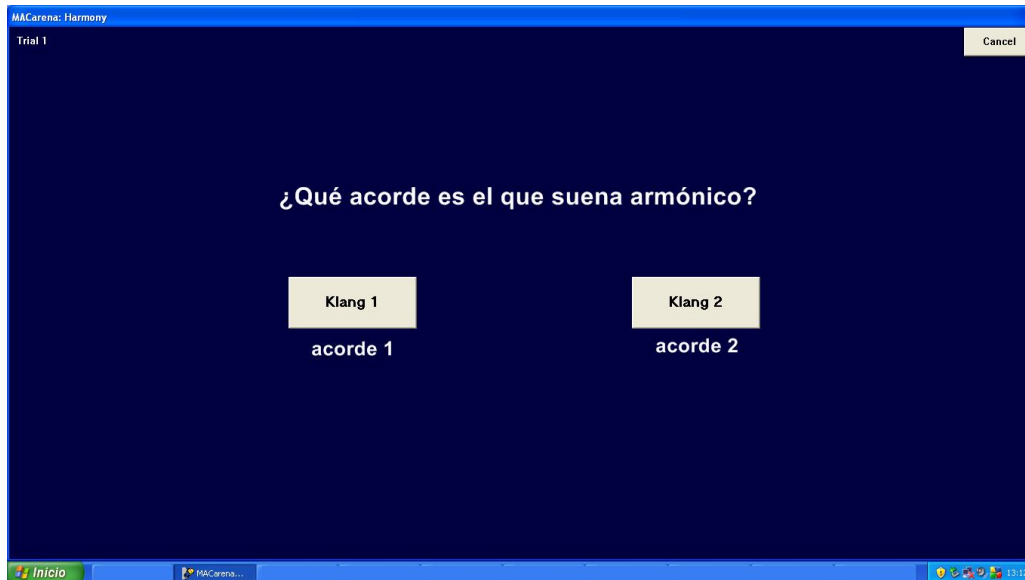 MACarena: Harmony
Trial 1
Cancel
¿Qué acorde es el que suena armónico?
Klang 1
Klang 2
acorde 1
acorde 2
Inicio
MACarena...